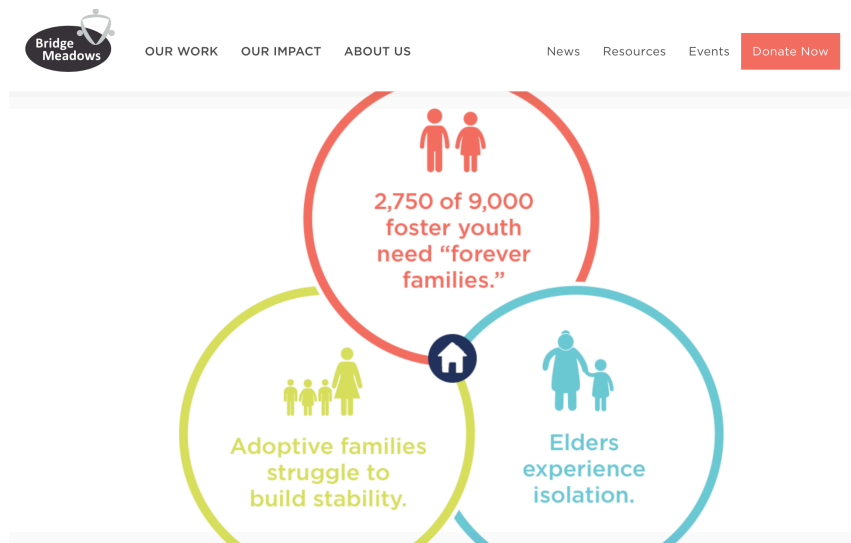 Bridge
Meadows
OUR WORK
OUR IMPACT
ABOUT US
News
Resources
Events
Donate Now
2,750 of 9,000
foster youth
need “forever
families.”
Adoptive families
struggle to
build stability.
Elders
experience
isolation.